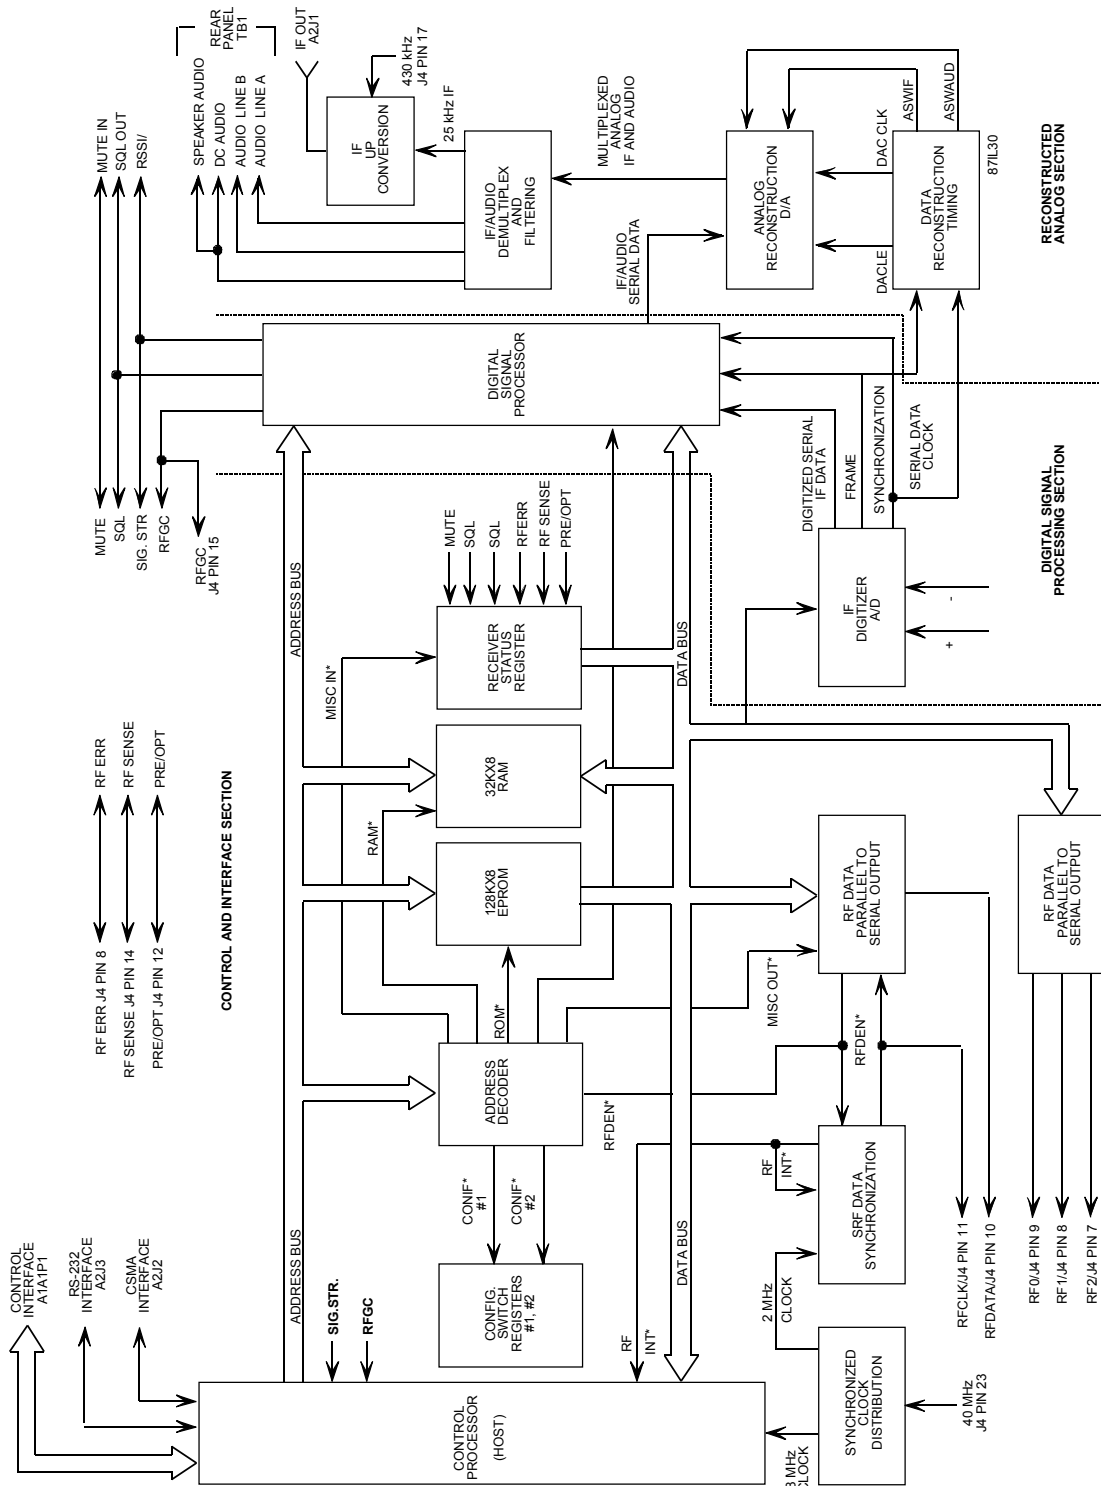 MUTE IN
SQL OUT
RSSI/
SPEAKER AUDIO
DC AUDIO
AUDIO LINE B
AUDIO LINE A
REAR
PANEL
TB1
IF OUT
A2J1
430 kHz
J4 PIN 17
IF
UP
CONVERSION
25 kHz IF
IF/AUDIO
DEMULTIPLEX
AND
FILTERING
MULTIPLEXED
ANALOG
IF AND AUDIO
IF/AUDIO
SERIAL DATA
ANALOG
RECONSTRUCTION
D/A
DACLE
DAC CLK
ASWIF
ASWAUD
DATA
RECONSTRUCTION
TIMING
87IL30
RECONSTRUCTED
ANALOG SECTION
MUTE
SQL
SIG. STR
RFGC
RFGC
J4 PIN 15
DIGITAL
SIGNAL
PROCESSOR
DIGITIZED SERIAL
IF DATA
FRAME
SYNCHRONIZATION
SERIAL DATA
CLOCK
IF
DIGITIZER
A/D
+
-
DIGITAL SIGNAL
PROCESSING SECTION
RF ERR J4 PIN 8
RF ERR
RF SENSE J4 PIN 14
RF SENSE
PRE/OPT J4 PIN 12
PRE/OPT
CONTROL AND INTERFACE SECTION
ADDRESS BUS
MISC IN*
MUTE
SQL
SQL
RFERR
RF SENSE
PRE/OPT
RECEIVER
STATUS
REGISTER
DATA BUS
RAM*
32KX8
RAM
128KX8
EPROM
ROM*
ADDRESS
DECODER
MISC OUT*
RFDEN*
RFDEN*
RF DATA
PARALLEL TO
SERIAL OUTPUT
RF DATA
PARALLEL TO
SERIAL OUTPUT
CONTROL
INTERFACE
A1A1P1
RS-232
INTERFACE
A2J3
CSMA
INTERFACE
A2J2
ADDRESS BUS
SIG.STR.
RFGC
CONIF*
#1
CONIF*
#2
CONFIG.
SWITCH
REGISTERS
#1, #2
RF
INT*
DATA BUS
RF
INT*
SRF DATA
SYNCHRONIZATION
2 MHz
CLOCK
RFCLK/J4 PIN 11
RFDATA/J4 PIN 10
RF0/J4 PIN 9
RF1/J4 PIN 8
RF2/J4 PIN 7
CONTROL
PROCESSOR
(HOST)
MHz
CLOCK
SYNCHRONIZED
CLOCK
DISTRIBUTION
40 MHz
J4 PIN 23